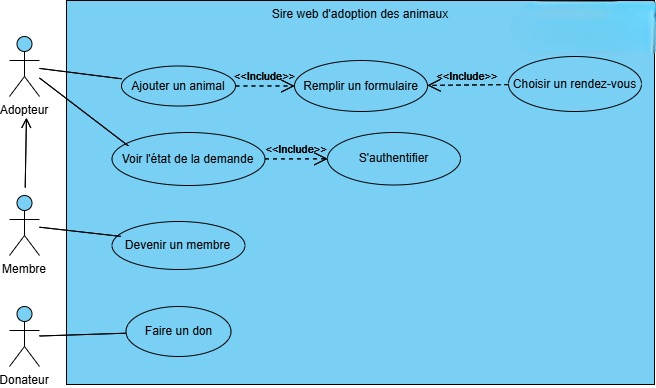 Sire web d'adoption des animaux
Adopteur
Ajouter un animal
<<Include>>
Remplir un formulaire
<<Include>>
Choisir un rendez-vous
Voir l'état de la demande
<<Include>>
S'authentifier
Membre
Devenir un membre
Donateur
Faire un don